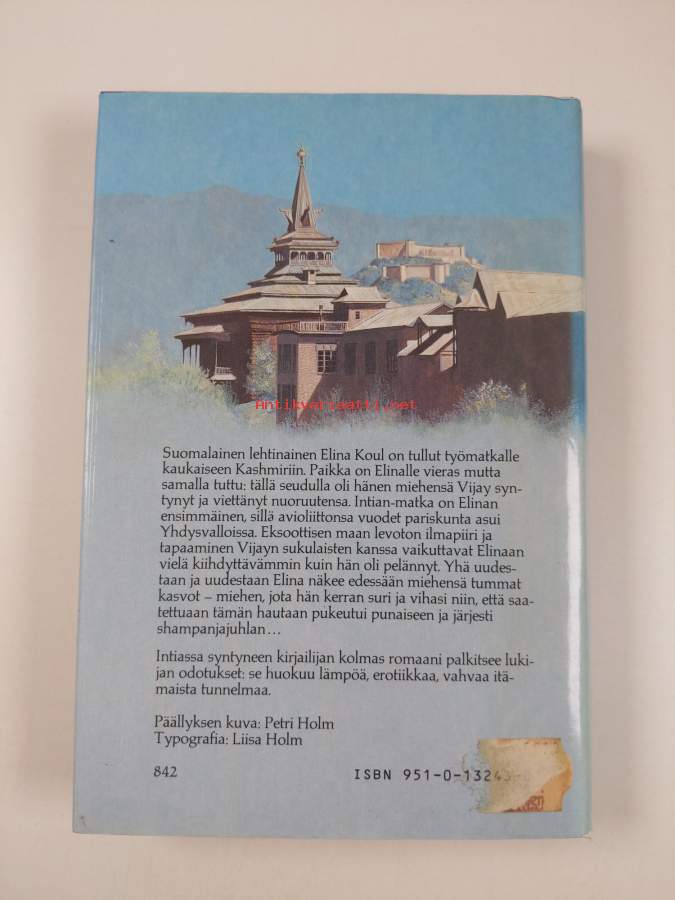 Antikvariaatti.net
Suomalainen lehtinainen Elina Koul on tullut työmatkalle
kaukaiseen Kashmiriin. Paikka on Elinalle vieras mutta
samalla tuttu: tällä seudulla oli hänen miehensä Vijay syn-
tynyt ja viettänyt nuoruutensa. Intian-matka on Elinan
ensimmäinen, sillä avioliittonsa vuodet pariskunta asui
Yhdysvalloissa. Eksoottisen maan levoton ilmapiiri ja
tapaaminen Vijayn sukulaisten kanssa vaikuttavat Elinaan
vielä kiihdyttävämmin kuin hän oli pelännyt. Yhä uudes-
taan ja uudestaan Elina näkee edessään miehensä tummat
kasvot – miehen, jota hän kerran suri ja vihasi niin, että saa-
tettuaan tämän hautaan pukeutui punaiseen ja järjesti
shampanjajuhlan…
Intiassa syntyneen kirjailijan kolmas romaani palkitsee luki-
jan odotukset: se huokuu lämpöä, erotiikkaa, vahvaa itä-
maista tunnelmaa.
Päällyksen kuva: Petri Holm
Typografia: Liisa Holm
842
ISBN 951-0-132